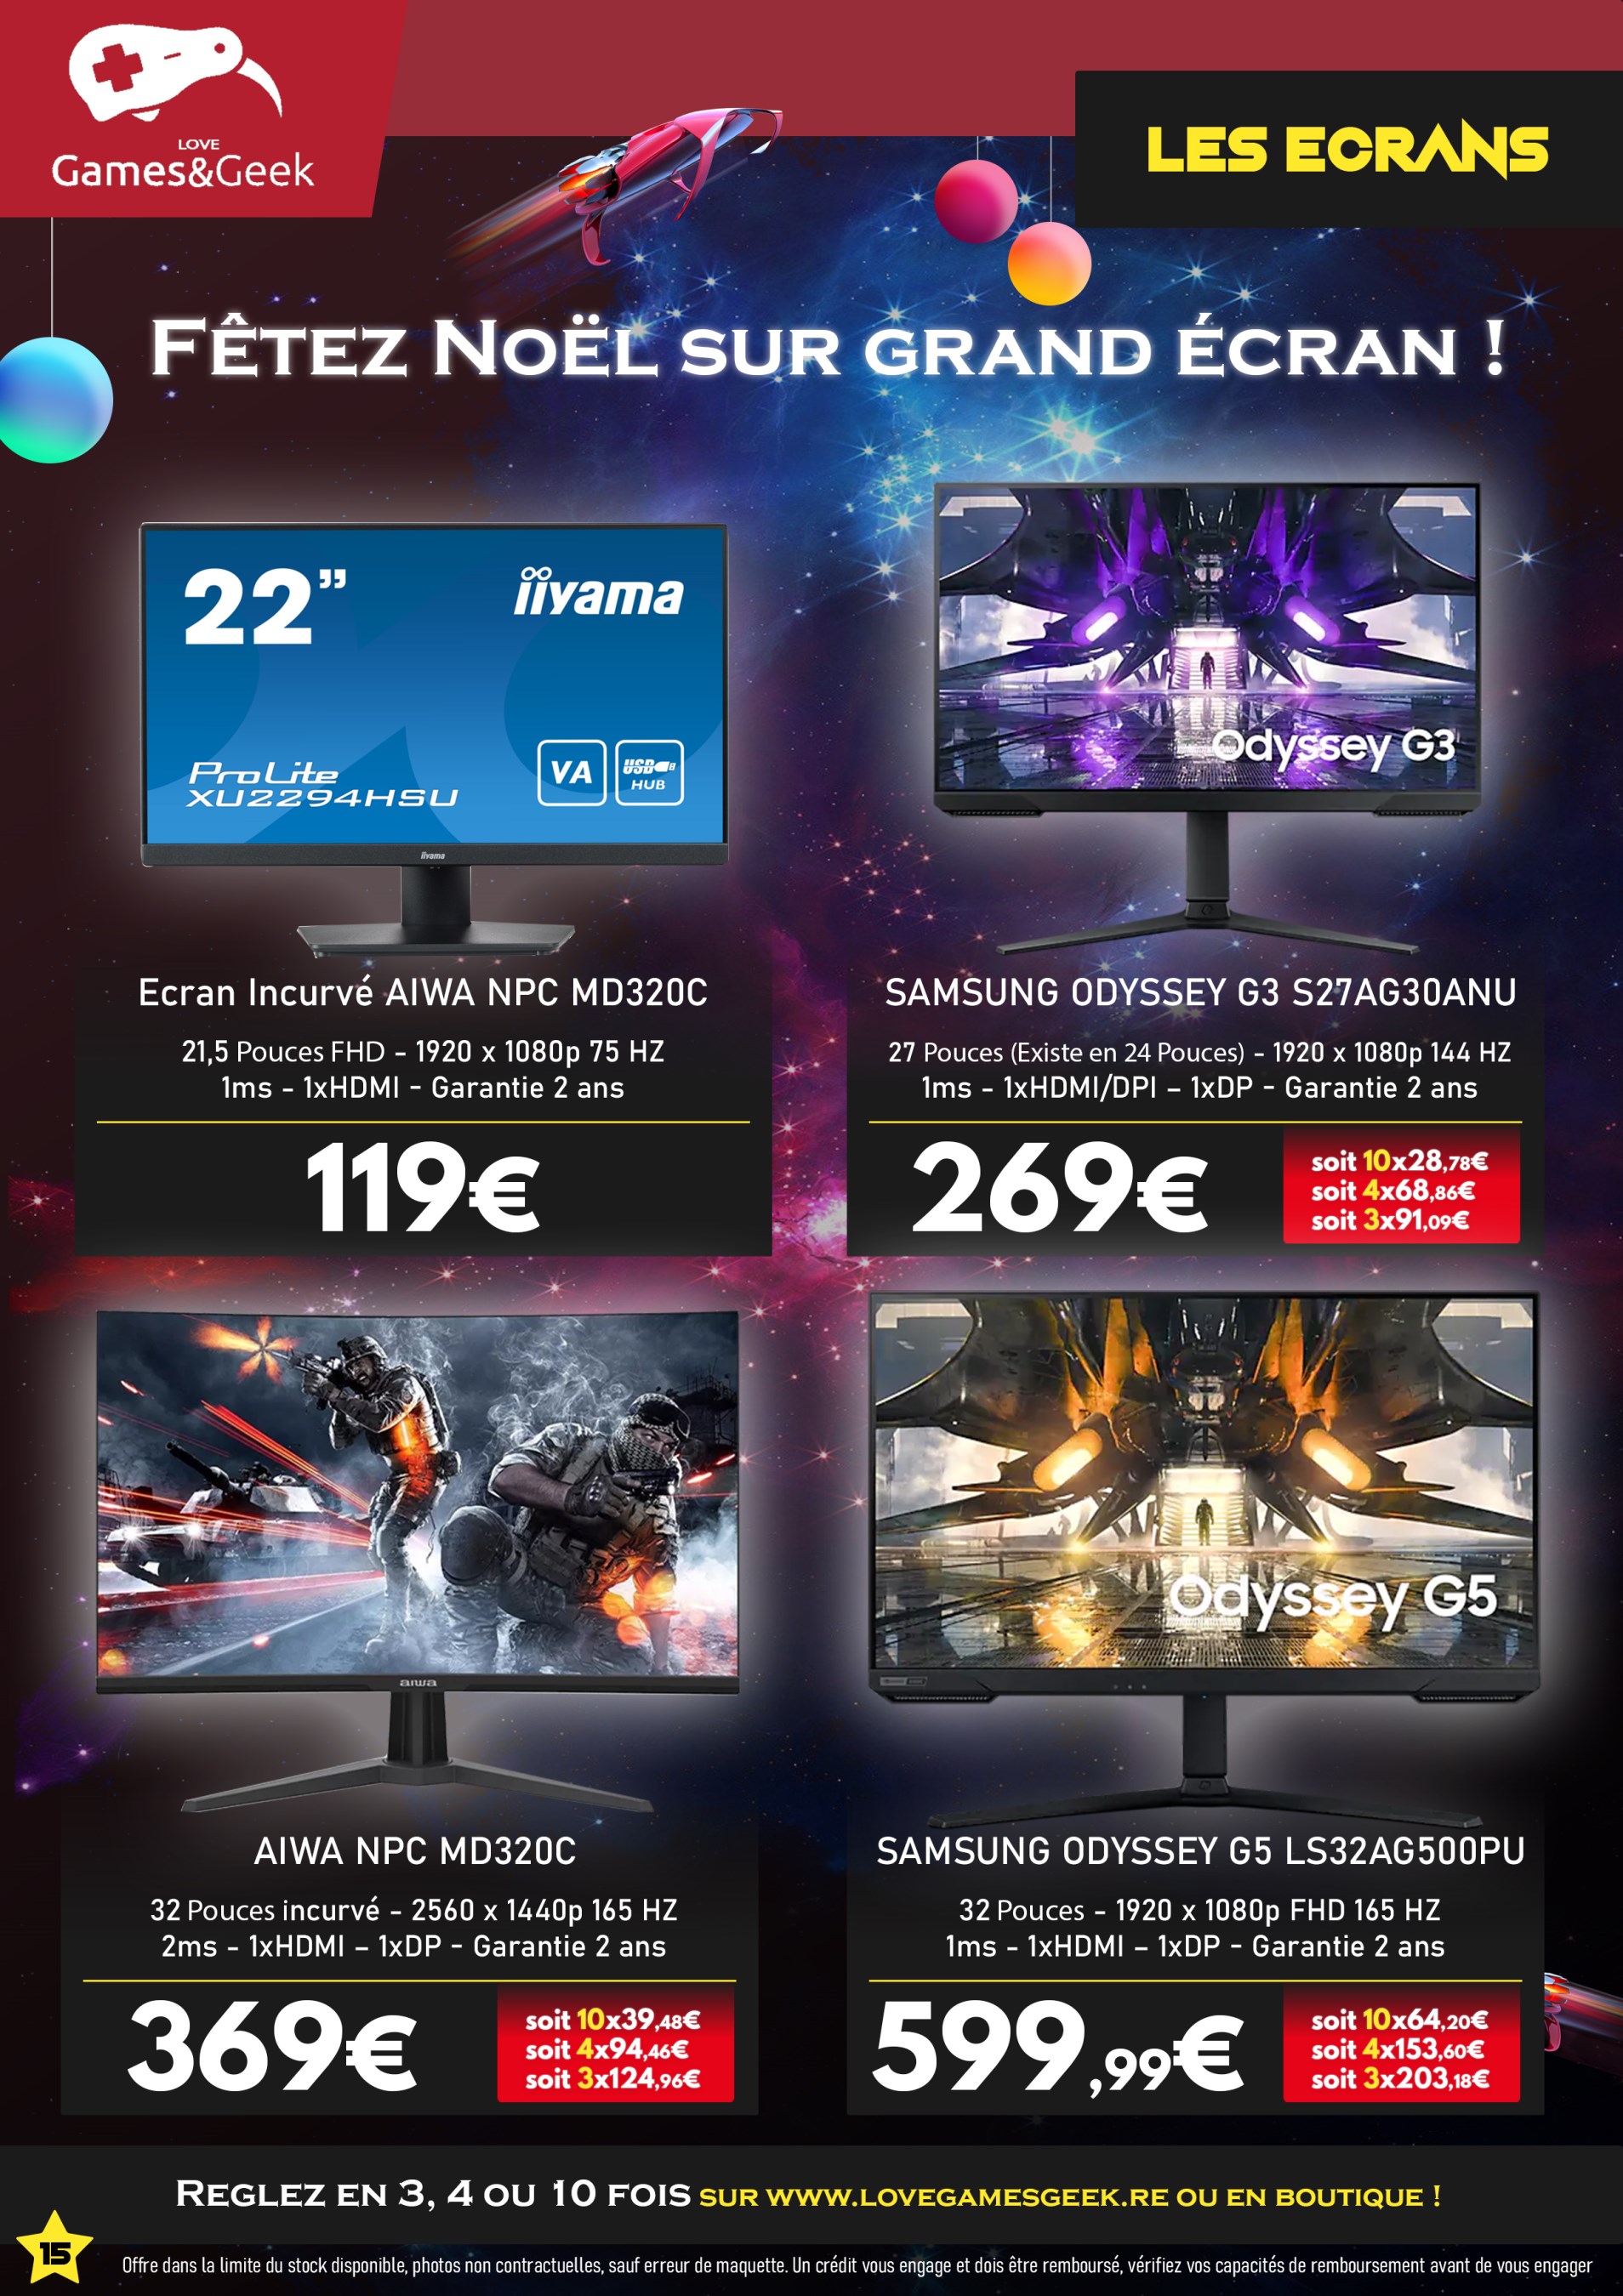 LOVE
Games&Geek
LES ECRANS
FÊTEZ NOËL SUR GRAND ÉCRAN !
22”
iiyama
ProLite
XU2294HSU
VA
USB
HUB
iiyama
Odyssey G3
Ecran Incurvé AIWA NPC MD320C
21,5 Pouces FHD - 1920 x 1080p 75 HZ
1ms - 1xHDMI - Garantie 2 ans
119€
SAMSUNG ODYSSEY G3 S27AG30ANU
27 Pouces (Existe en 24 Pouces) - 1920 x 1080p 144 HZ
1ms - 1xHDMI/DPI – 1xDP - Garantie 2 ans
269€
soit 10x28,78€
soit 4x68,86€
soit 3x91,09€
aiwa
Odyssey G5
AIWA NPC MD320C
32 Pouces incurvé - 2560 x 1440p 165 HZ
2ms - 1xHDMI – 1xDP - Garantie 2 ans
369€
soit 10x39,48€
soit 4x94,46€
soit 3x124,96€
SAMSUNG ODYSSEY G5 LS32AG500PU
32 Pouces - 1920 x 1080p FHD 165 HZ
1ms - 1xHDMI – 1xDP - Garantie 2 ans
599,99€
soit 10x64,20€
soit 4x153,60€
soit 3x203,18€
REGLEZ EN 3, 4 OU 10 FOIS SUR WWW.LOVEGAMESGEEK.RE OU EN BOUTIQUE !
15
Offre dans la limite du stock disponible, photos non contractuelles, sauf erreur de maquette. Un crédit vous engage et dois être remboursé, vérifiez vos capacités de remboursement avant de vous engager